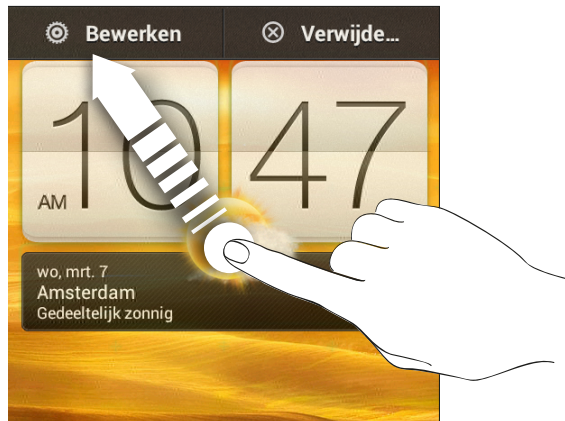 Bewerken
Verwijde...
10 47
AM
wo, mrt. 7
Amsterdam
Gedeeltelijk zonnig